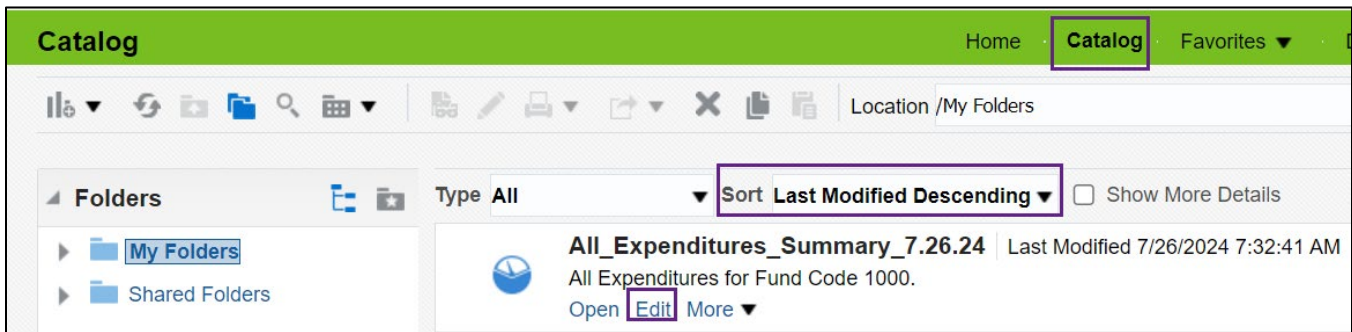 Catalog Home Catalog Favorites
Location /My Folders
Folders Type All Sort Last Modified Descending Show More Details
My Folders
Shared Folders
All_Expenditures_Summary_7.26.24 Last Modified 7/26/2024 7:32:41 AM
All Expenditures for Fund Code 1000.
Open Edit More